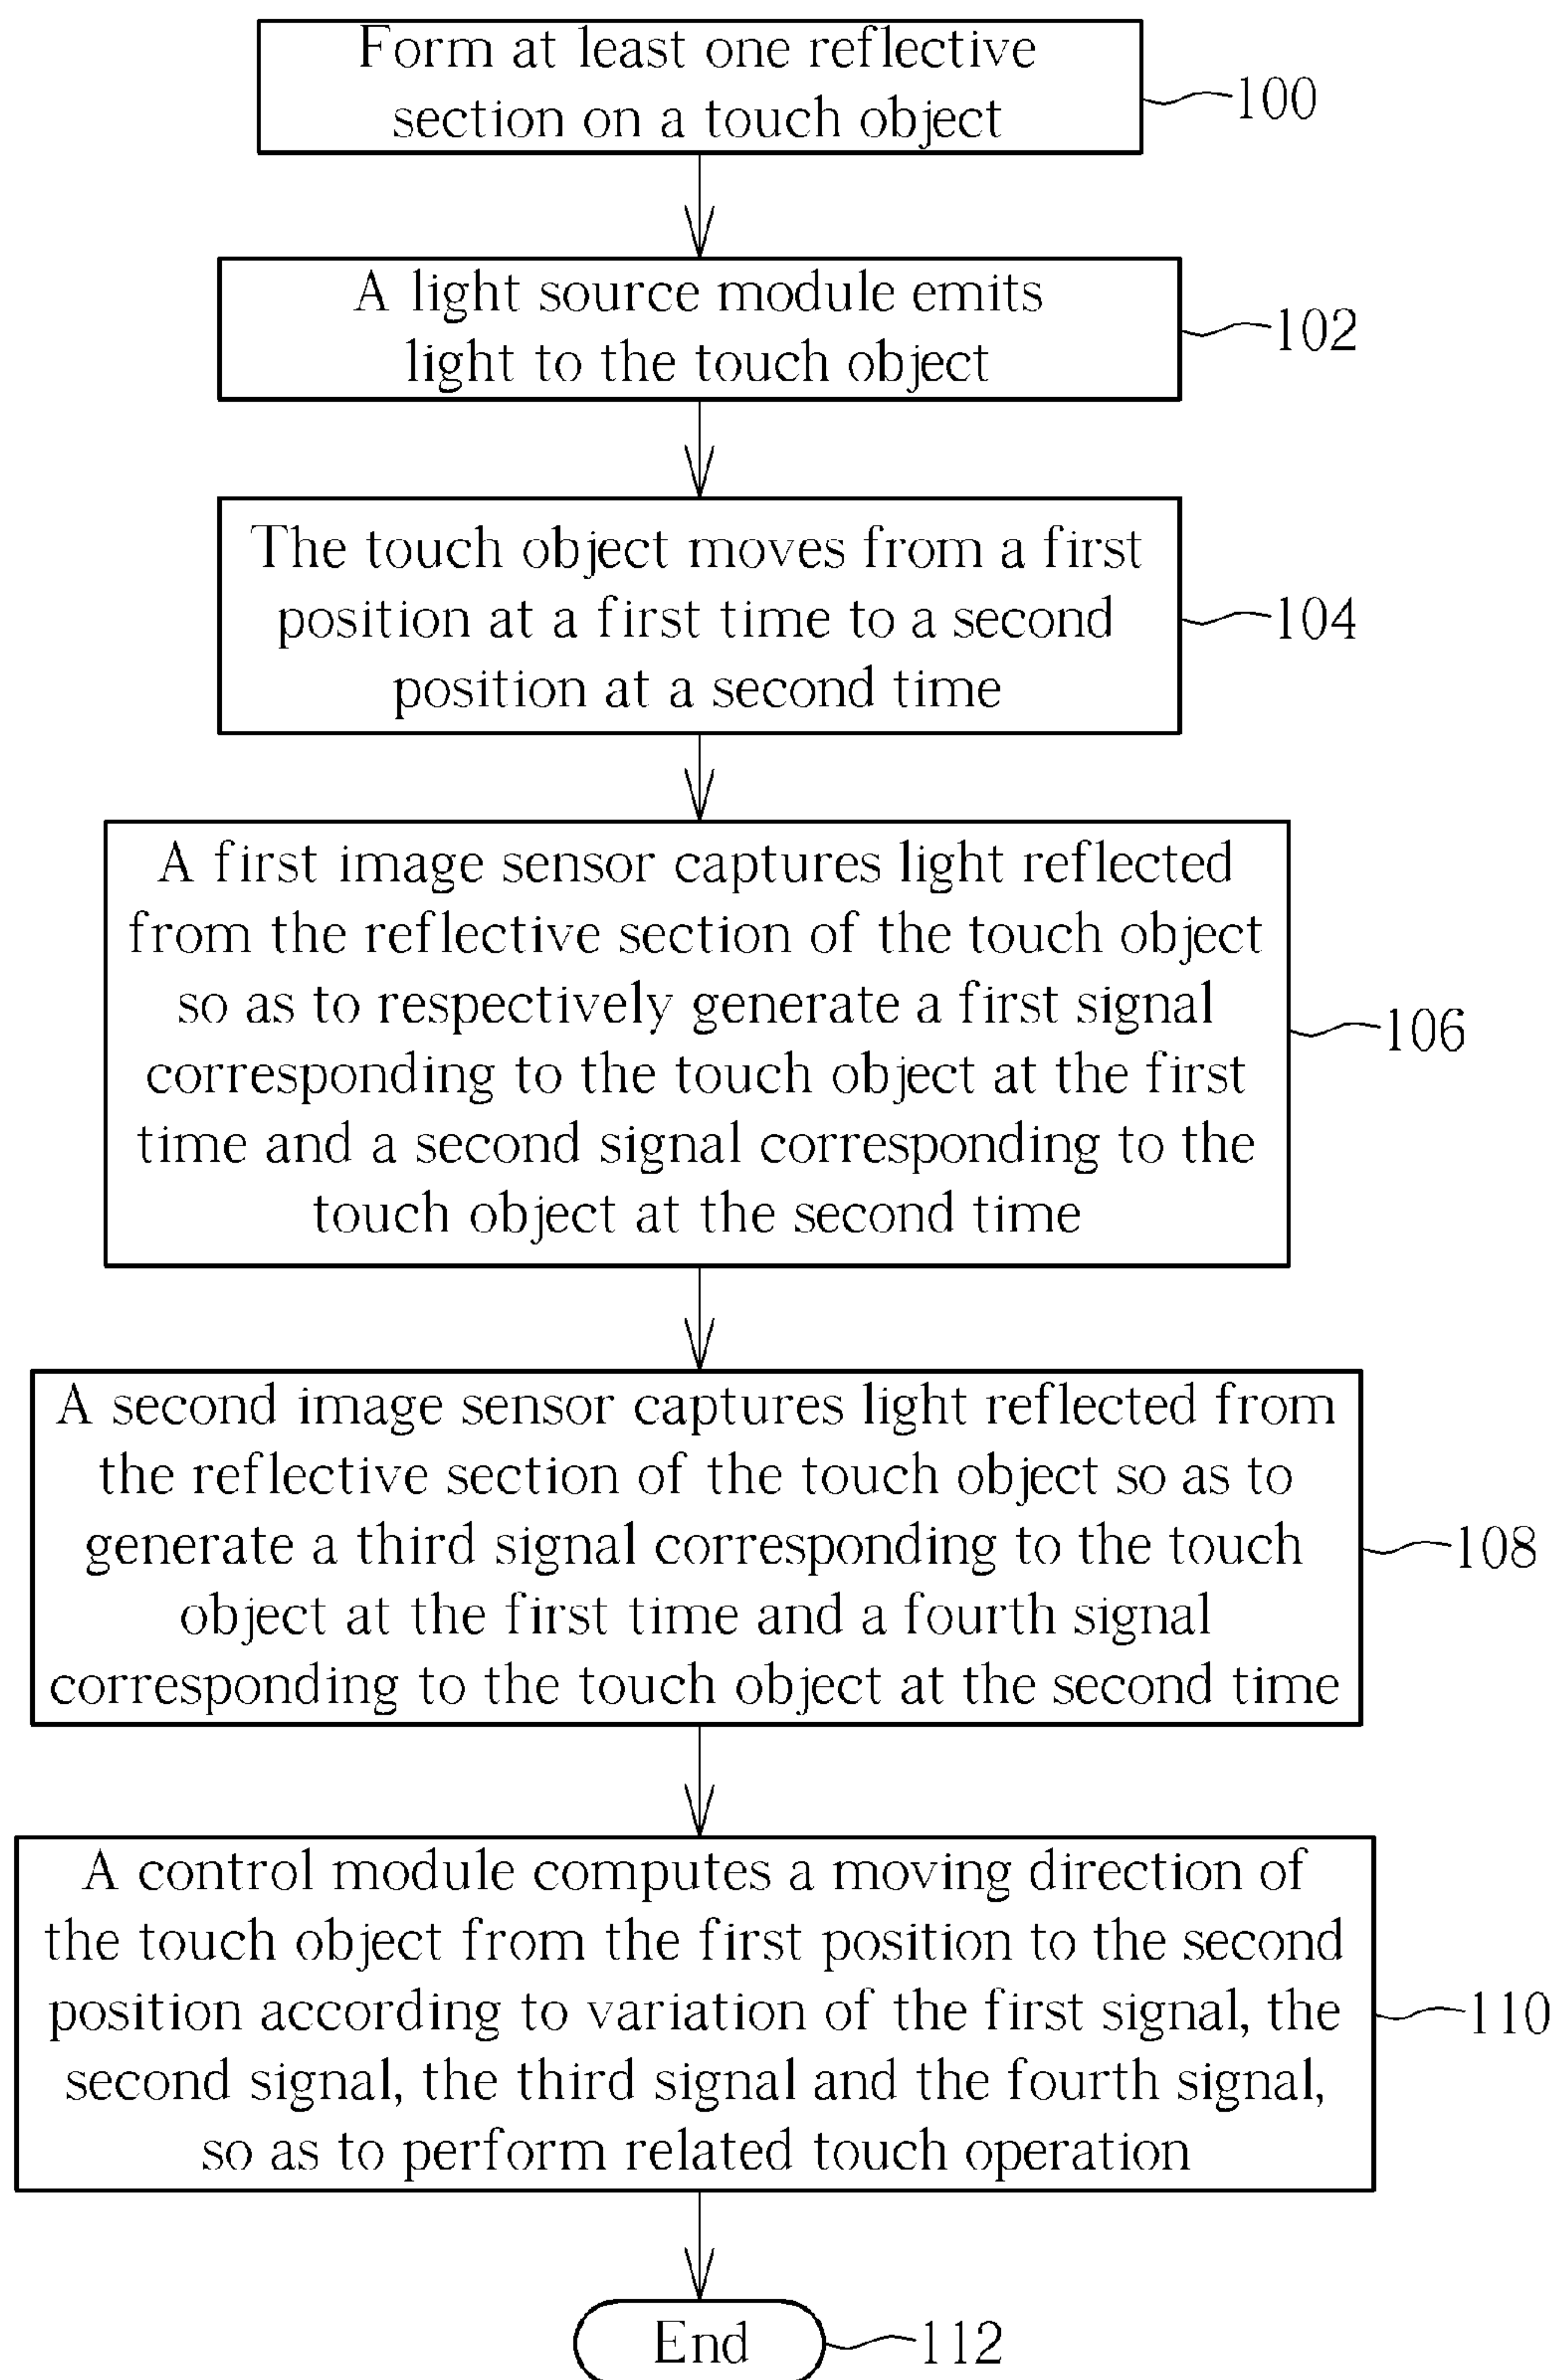 Form at least one reflective
section on a touch object
100
A light source module emits
light to the touch object
102
The touch object moves from a first
position at a first time to a second
position at a second time
104
A first image sensor captures light reflected
from the reflective section of the touch object
so as to respectively generate a first signal
corresponding to the touch object at the first
time and a second signal corresponding to the
touch object at the second time
106
A second image sensor captures light reflected from
the reflective section of the touch object so as to
generate a third signal corresponding to the touch
object at the first time and a fourth signal
corresponding to the touch object at the second time
108
A control module computes a moving direction of
the touch object from the first position to the second
position according to variation of the first signal, the
second signal, the third signal and the fourth signal,
so as to perform related touch operation
110
End
112